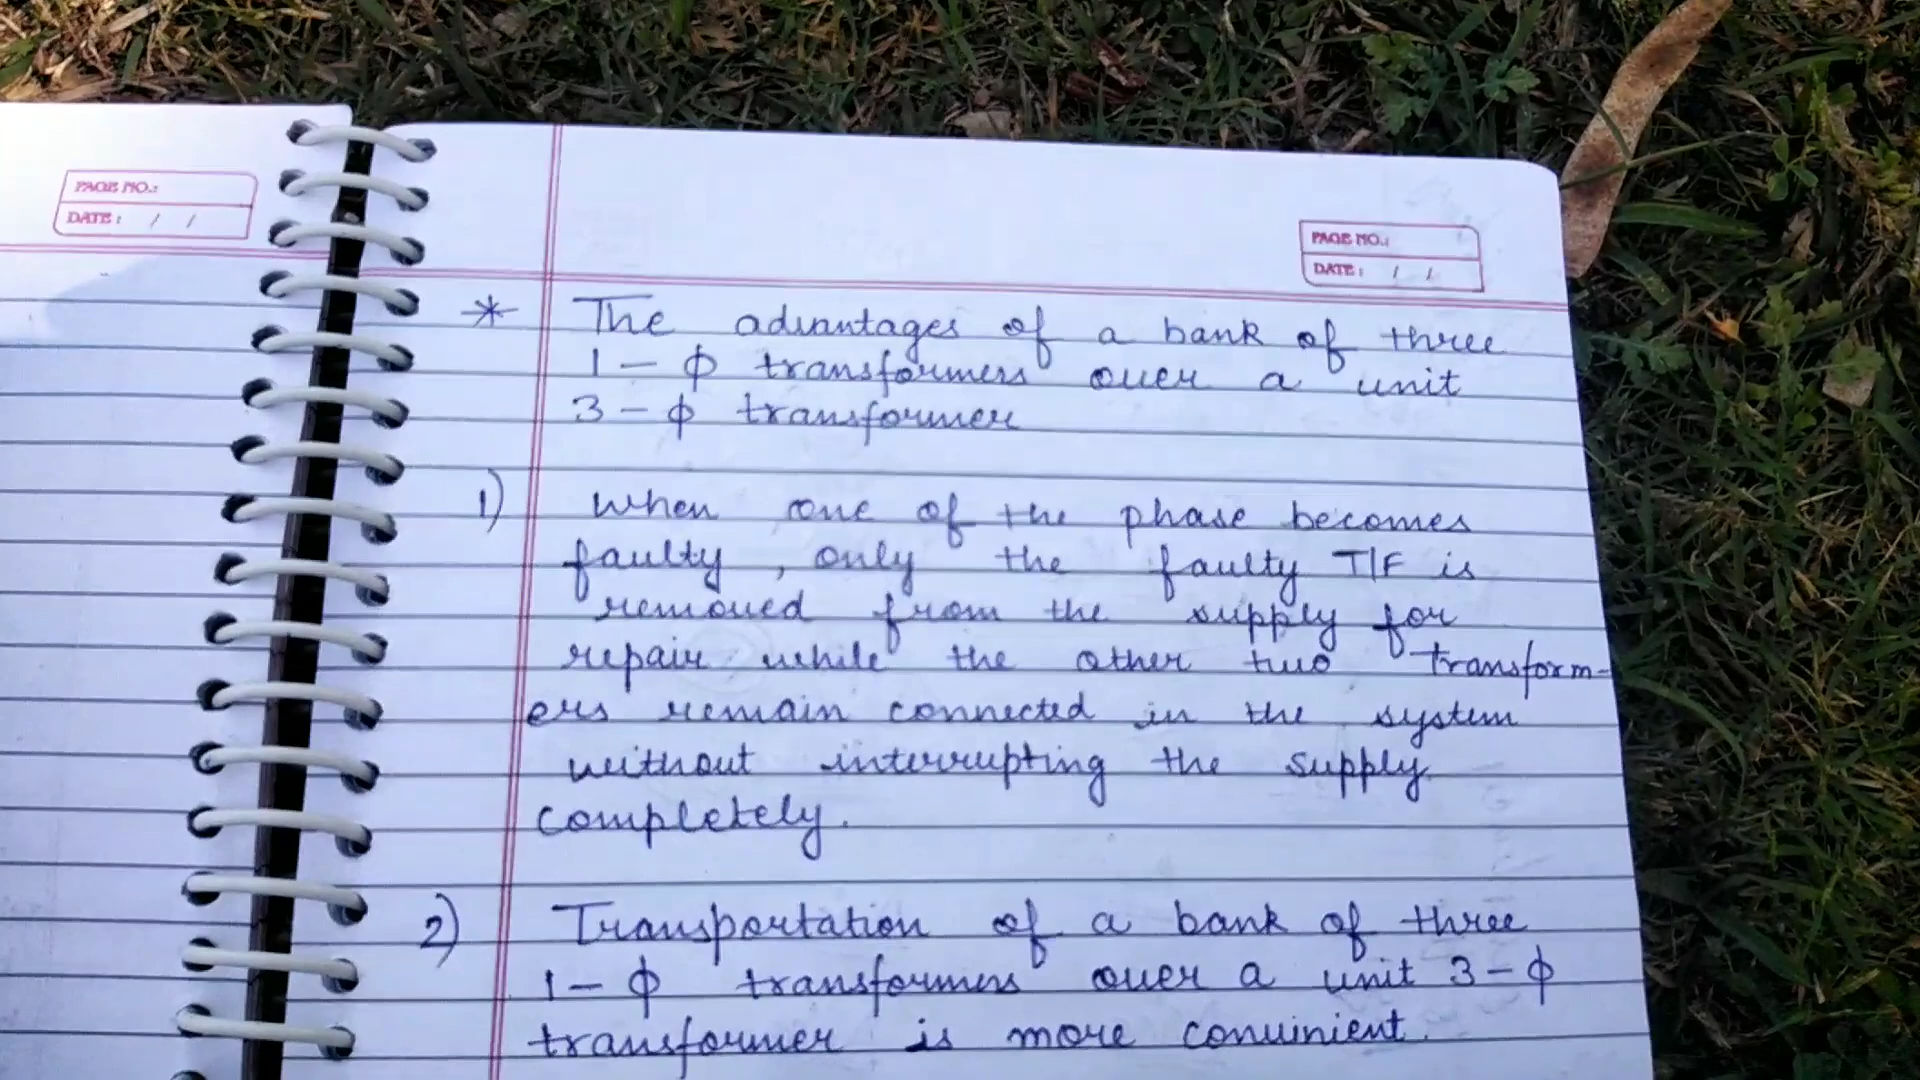 PAGE NO.:
DATE: / /
PAGE NO.:
DATE: / /
* The advantages of a bank of three
1-ϕ transformers over a unit
3-ϕ transformer
1) When one of the phase becomes
faulty, only the faulty T/F is
removed from the supply for
repair while the other two transform-
ers remain connected in the system
without interrupting the supply
completely.
2) Transportation of a bank of three
1-ϕ transformers over a unit 3-ϕ
transformer is more convinient.